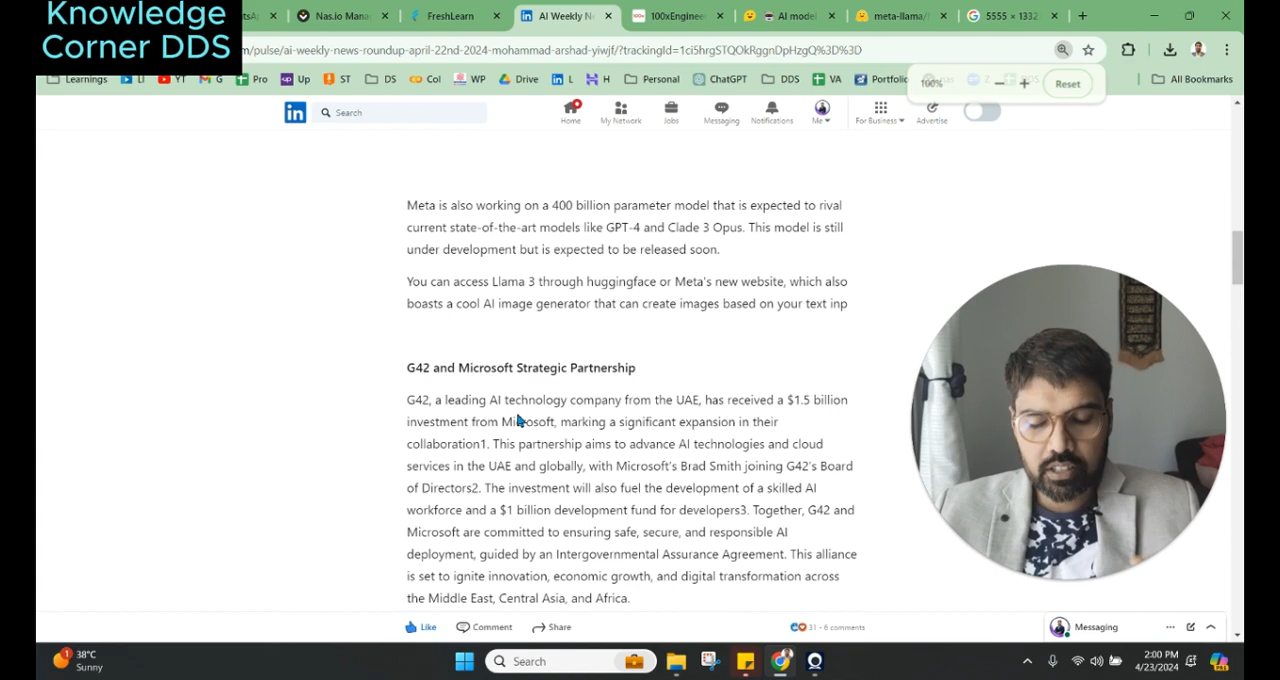 Knowledge
Corner DDS
Nas.io Manag
FreshLearn
AI Weekly N
100xEngineer
AI model
meta-llama/
5555 × 1332
m/pulse/ai-weekly-news-roundup-april-22nd-2024-mohammad-arshad-yiwjf/?trackingId=1ci5hrgSTQOkRggnDpHzgQ%3D%3D
Learnings LI YT G Pro Up ST DS Col WP Drive L H Personal ChatGPT DDS VA Portfolio All Bookmarks
100% Reset
Search
Home My Network Jobs Messaging Notifications Me For Business Advertise
Meta is also working on a 400 billion parameter model that is expected to rival
current state-of-the-art models like GPT-4 and Clade 3 Opus. This model is still
under development but is expected to be released soon.
You can access Llama 3 through huggingface or Meta's new website, which also
boasts a cool AI image generator that can create images based on your text inp
G42 and Microsoft Strategic Partnership
G42, a leading AI technology company from the UAE, has received a $1.5 billion
investment from Microsoft, marking a significant expansion in their
collaboration1. This partnership aims to advance AI technologies and cloud
services in the UAE and globally, with Microsoft's Brad Smith joining G42's Board
of Directors2. The investment will also fuel the development of a skilled AI
workforce and a $1 billion development fund for developers3. Together, G42 and
Microsoft are committed to ensuring safe, secure, and responsible AI
deployment, guided by an Intergovernmental Assurance Agreement. This alliance
is set to ignite innovation, economic growth, and digital transformation across
the Middle East, Central Asia, and Africa.
Like Comment Share 31 · 6 comments
Messaging
38°C
Sunny
Search
2:00 PM
4/23/2024